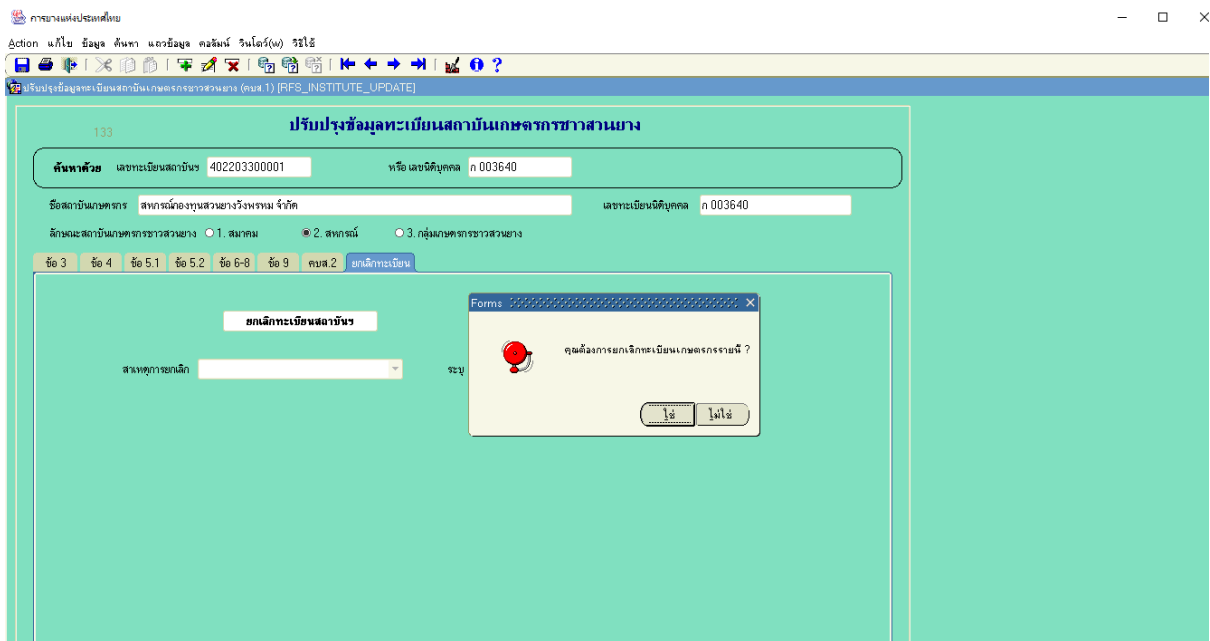 การยางแห่งประเทศไทย
Action แก้ไข ข้อมูล ค้นหา แถวข้อมูล คอลัมน์ วินโดว์(w) วิธีใช้
ปรับปรุงข้อมูลทะเบียนสถาบันเกษตรกรชาวสวนยาง (คบส.1) [RFS_INSTITUTE_UPDATE]
133
ปรับปรุงข้อมูลทะเบียนสถาบันเกษตรกรชาวสวนยาง
ค้นหาด้วย เลขทะเบียนสถาบันฯ 402203300001 หรือ เลขนิติบุคคล ก 003640
ชื่อสถาบันเกษตรกร สหกรณ์กองทุนสวนยางวังพรหม จำกัด เลขทะเบียนนิติบุคคล ก 003640
ลักษณะสถาบันเกษตรกรชาวสวนยาง 1. สมาคม 2. สหกรณ์ 3. กลุ่มเกษตรกรชาวสวนยาง
ข้อ 3 ข้อ 4 ข้อ 5.1 ข้อ 5.2 ข้อ 6-8 ข้อ 9 คบส.2 ยกเลิกทะเบียน
Forms
ยกเลิกทะเบียนสถาบันฯ
คุณต้องการยกเลิกทะเบียนเกษตรกรรายนี้ ?
สาเหตุการยกเลิก ระบุ
ใช่ ไม่ใช่